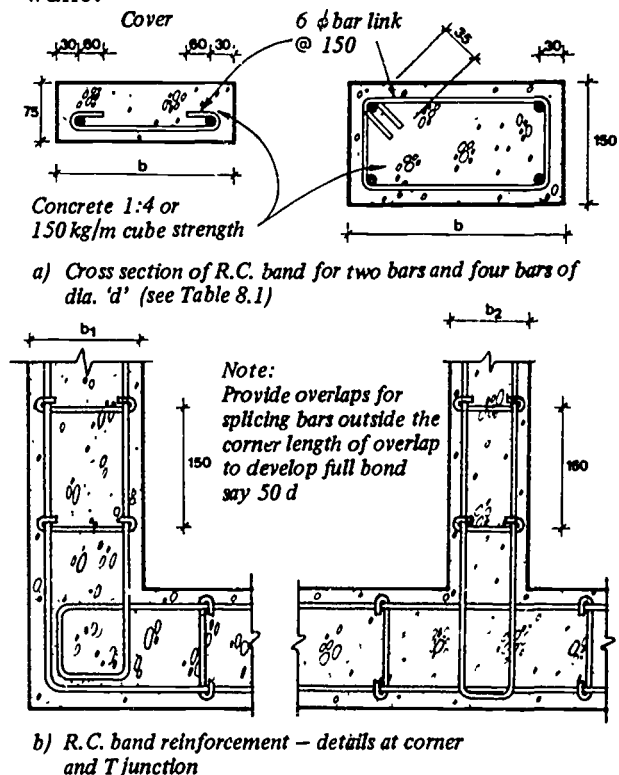 walls.
Cover
6 ϕ bar link
@ 150
30 60
60 30
35
30
75
150
b
b
Concrete 1:4 or
150 kg/m cube strength
a) Cross section of R.C. band for two bars and four bars of
dia. 'd' (see Table 8.1)
b1
b2
Note:
Provide overlaps for
splicing bars outside the
corner length of overlap
to develop full bond
say 50 d
150
150
b) R.C. band reinforcement – details at corner
and T junction